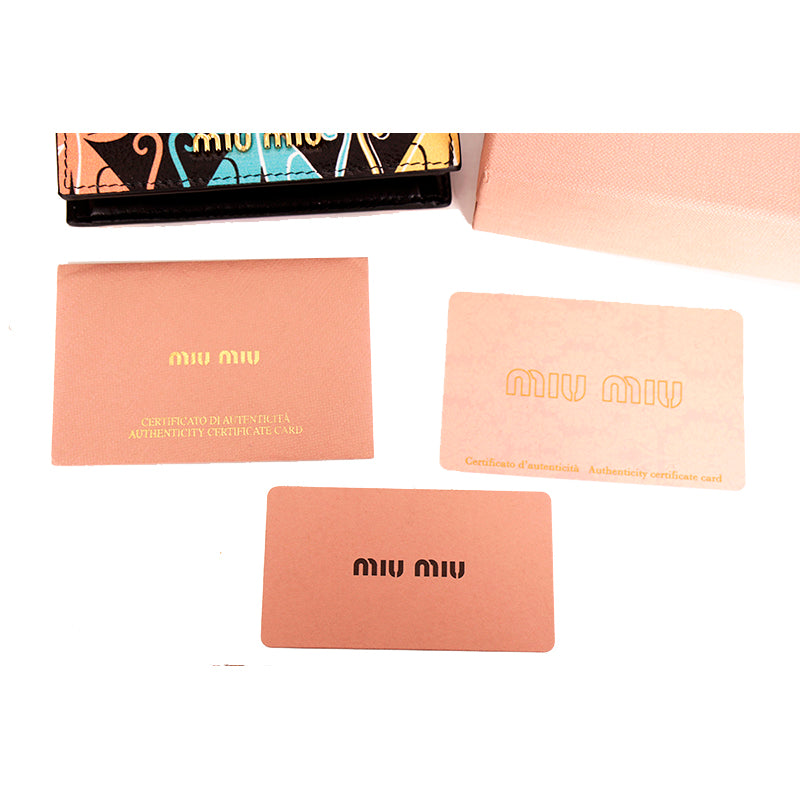 miu miu
miu miu
CERTIFICATO DI AUTENTICITÀ
AUTHENTICITY CERTIFICATE CARD
miu miu
Certificato d'autenticità Authenticity certificate card
miu miu